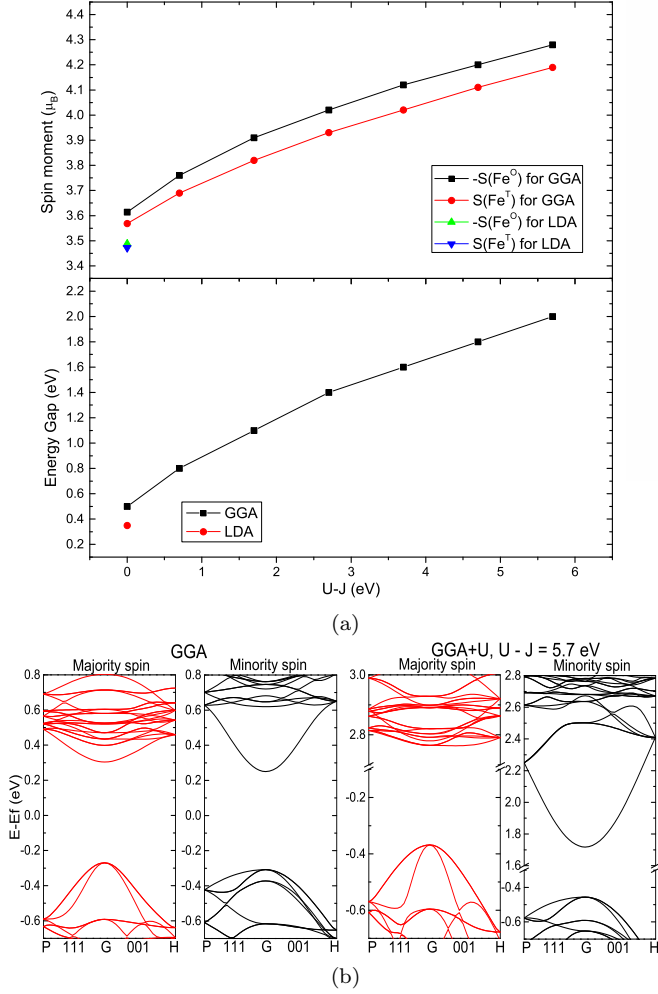 4.4
4.3
4.2
4.1
4.0
3.9
3.8
3.7
3.6
3.5
3.4
Spin moment (μB)
-S(Fe^O) for GGA
S(Fe^T) for GGA
-S(Fe^O) for LDA
S(Fe^T) for LDA
2.2
2.0
1.8
1.6
1.4
1.2
1.0
0.8
0.6
0.4
0.2
Energy Gap (eV)
GGA
LDA
0 1 2 3 4 5 6
U-J (eV)
(a)
GGA
GGA+U, U - J = 5.7 eV
Majority spin
Minority spin
Majority spin
Minority spin
E-Ef (eV)
0.8
0.6
0.4
0.2
0.0
-0.2
-0.4
-0.6
0.8
0.6
0.4
0.2
0.0
-0.2
-0.4
-0.6
3.0
2.8
-0.2
-0.4
-0.6
2.8
2.6
2.4
2.2
2.0
1.8
1.6
-0.4
-0.6
P 111 G 001 H
P 111 G 001 H
P 111 G 001 H
P 111 G 001 H
(b)